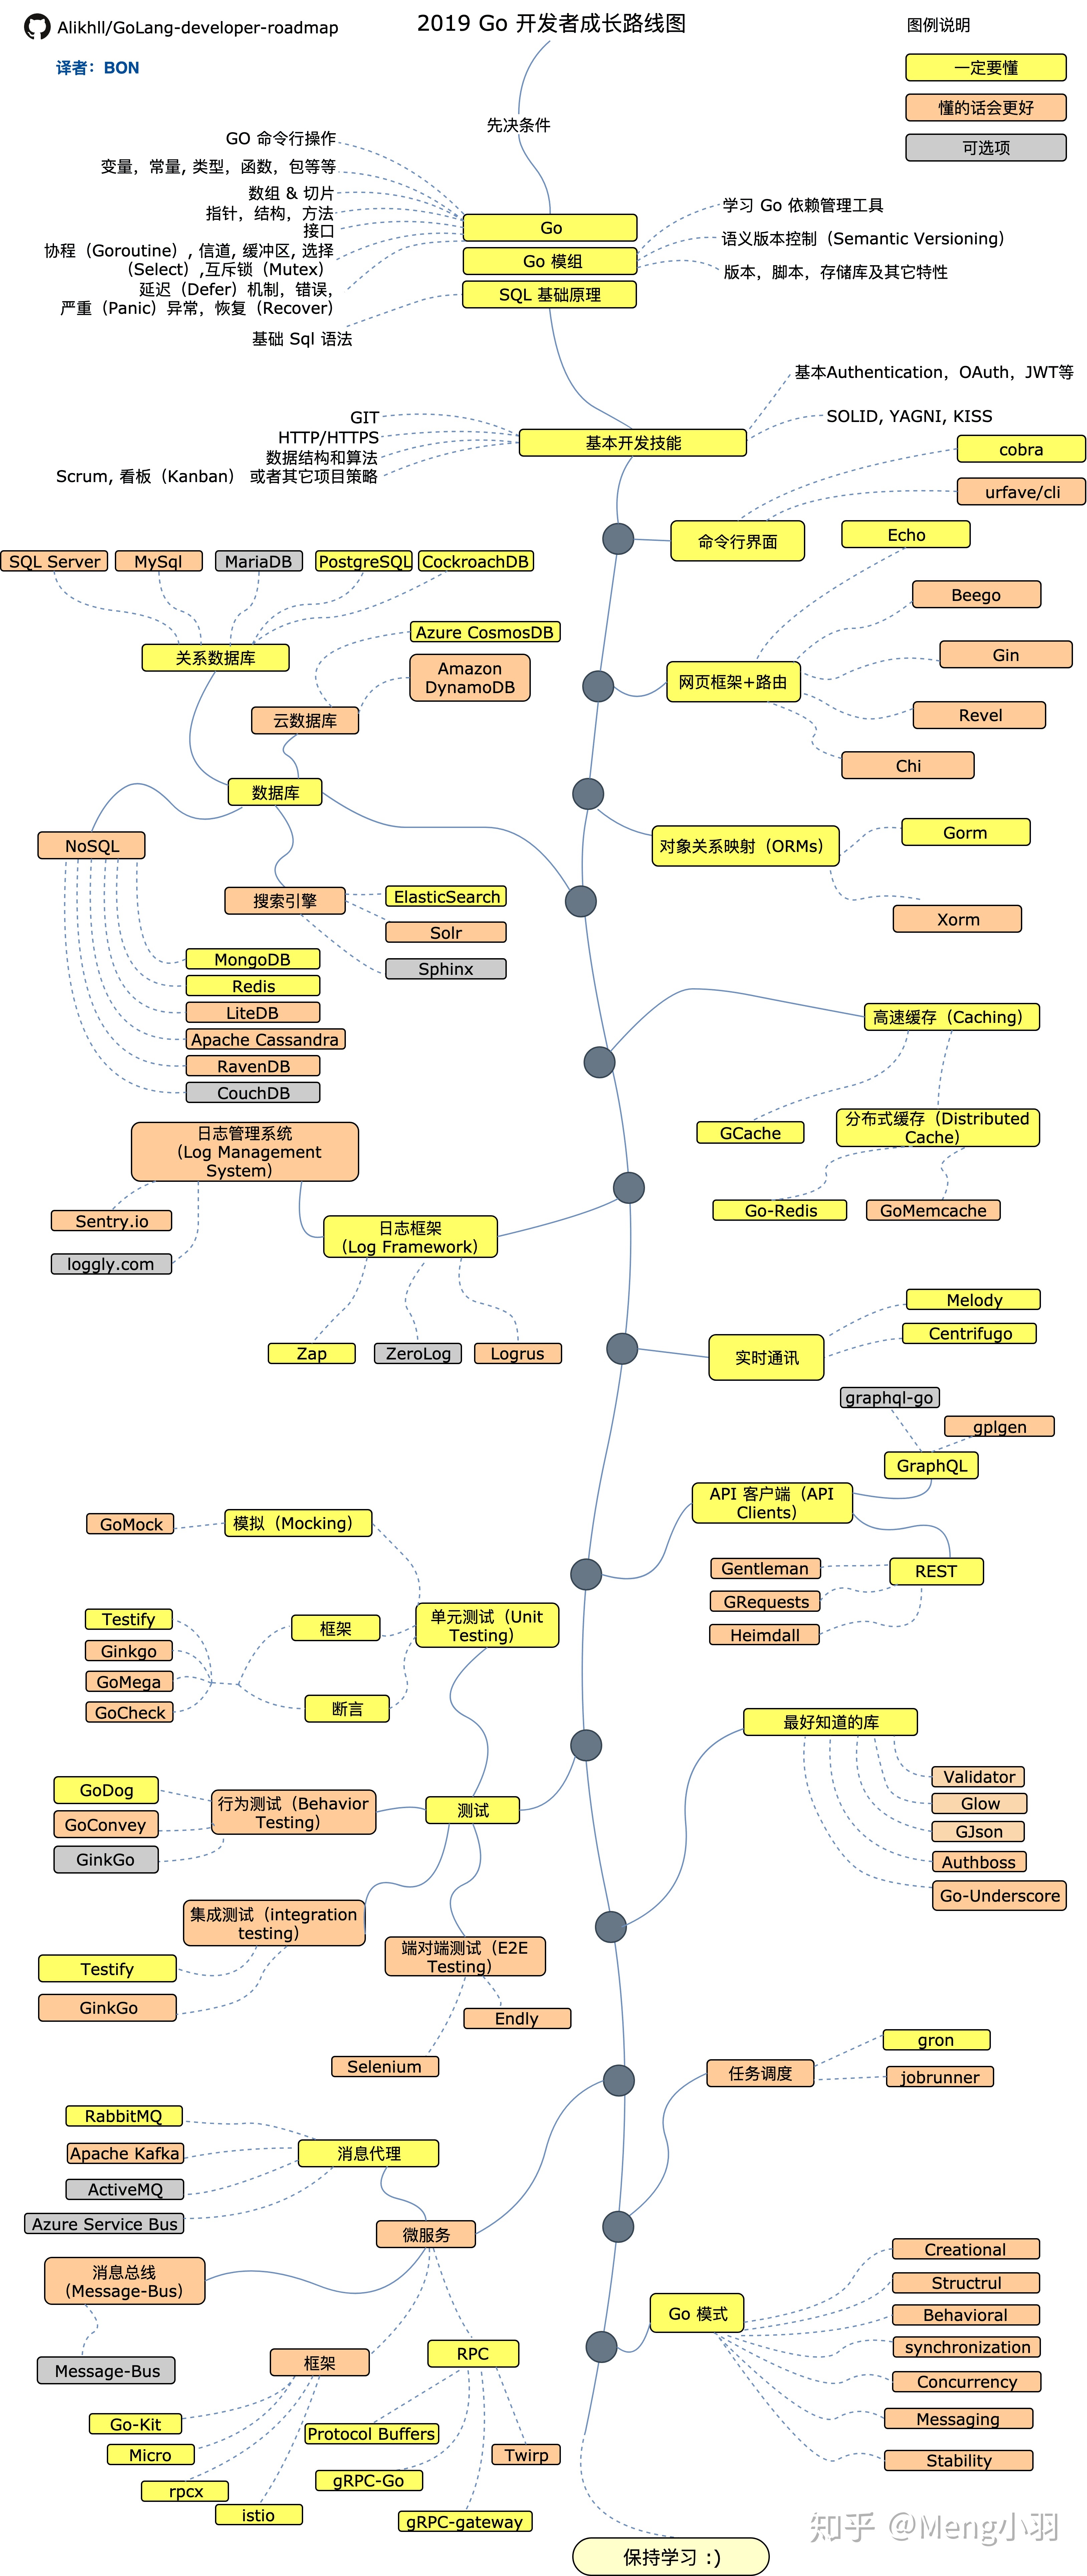 Alikhll/GoLang-developer-roadmap
2019 Go 开发者成长路线图
图例说明
译者：BON
一定要懂
懂的话会更好
可选项
先决条件
GO 命令行操作
变量，常量, 类型，函数，包等等
数组 & 切片
指针，结构，方法
接口
协程（Goroutine）, 信道, 缓冲区, 选择
（Select）,互斥锁（Mutex）
延迟（Defer）机制，错误，
严重（Panic）异常，恢复（Recover）
基础 Sql 语法
Go
Go 模组
SQL 基础原理
学习 Go 依赖管理工具
语义版本控制（Semantic Versioning）
版本，脚本，存储库及其它特性
基本Authentication，OAuth，JWT等
SOLID, YAGNI, KISS
GIT
HTTP/HTTPS
数据结构和算法
Scrum, 看板（Kanban） 或者其它项目策略
基本开发技能
cobra
urfave/cli
命令行界面
Echo
Beego
Gin
网页框架+路由
Revel
Chi
SQL Server
MySql
MariaDB
PostgreSQL
CockroachDB
关系数据库
Azure CosmosDB
Amazon
DynamoDB
云数据库
数据库
NoSQL
搜索引擎
ElasticSearch
Solr
Sphinx
MongoDB
Redis
LiteDB
Apache Cassandra
RavenDB
CouchDB
对象关系映射（ORMs）
Gorm
Xorm
高速缓存（Caching）
GCache
分布式缓存（Distributed
Cache）
Go-Redis
GoMemcache
日志管理系统
（Log Management
System）
Sentry.io
loggly.com
日志框架
（Log Framework）
Zap
ZeroLog
Logrus
Melody
Centrifugo
实时通讯
graphql-go
gplgen
GraphQL
API 客户端（API
Clients）
REST
Gentleman
GRequests
Heimdall
GoMock
模拟（Mocking）
单元测试（Unit
Testing）
框架
断言
Testify
Ginkgo
GoMega
GoCheck
最好知道的库
Validator
Glow
GJson
Authboss
Go-Underscore
测试
行为测试（Behavior
Testing）
GoDog
GoConvey
GinkGo
集成测试（integration
testing）
Testify
GinkGo
端对端测试（E2E
Testing）
Endly
Selenium
gron
任务调度
jobrunner
RabbitMQ
Apache Kafka
ActiveMQ
Azure Service Bus
消息代理
微服务
消息总线
（Message-Bus）
Message-Bus
框架
Go-Kit
Micro
rpcx
istio
RPC
Protocol Buffers
Twirp
gRPC-Go
gRPC-gateway
Go 模式
Creational
Structrul
Behavioral
synchronization
Concurrency
Messaging
Stability
保持学习 :)
知乎 @Meng小羽